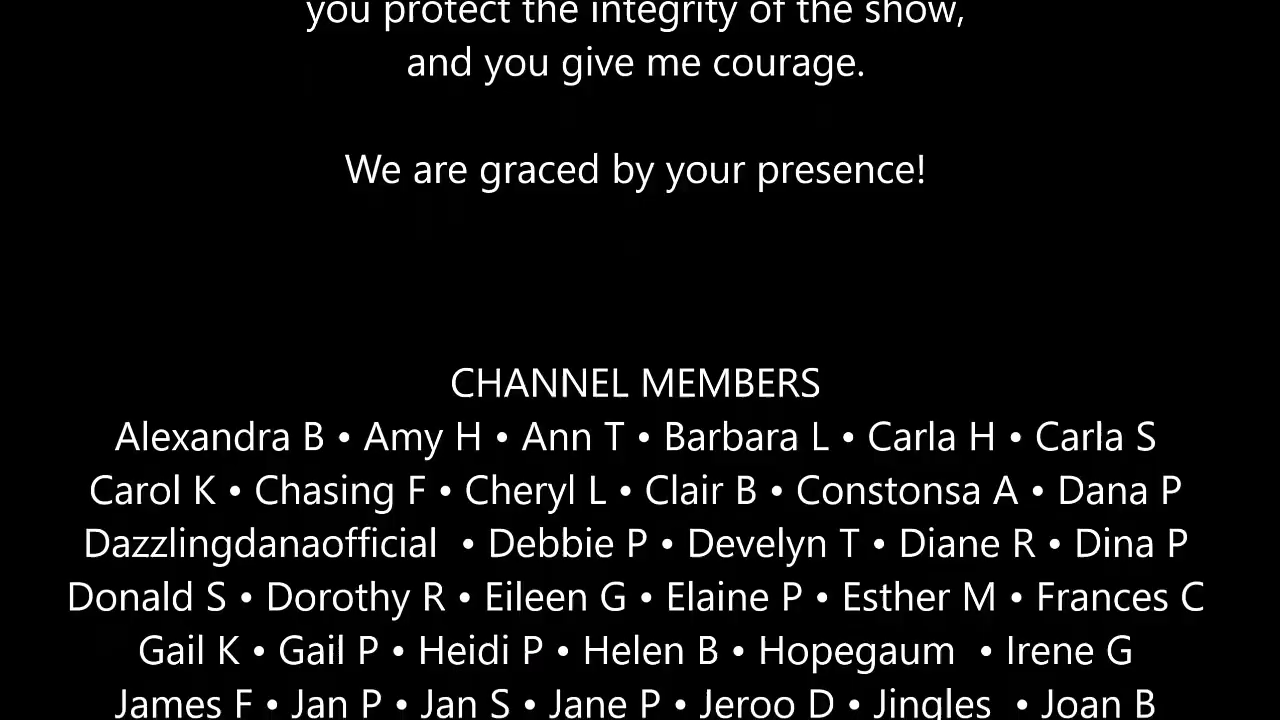 you protect the integrity of the show,
and you give me courage.
We are graced by your presence!
CHANNEL MEMBERS
Alexandra B • Amy H • Ann T • Barbara L • Carla H • Carla S
Carol K • Chasing F • Cheryl L • Clair B • Constonsa A • Dana P
Dazzlingdanaofficial • Debbie P • Develyn T • Diane R • Dina P
Donald S • Dorothy R • Eileen G • Elaine P • Esther M • Frances C
Gail K • Gail P • Heidi P • Helen B • Hopegaum • Irene G
James F • Jan P • Jan S • Jane P • Jeroo D • Jingles • Joan B